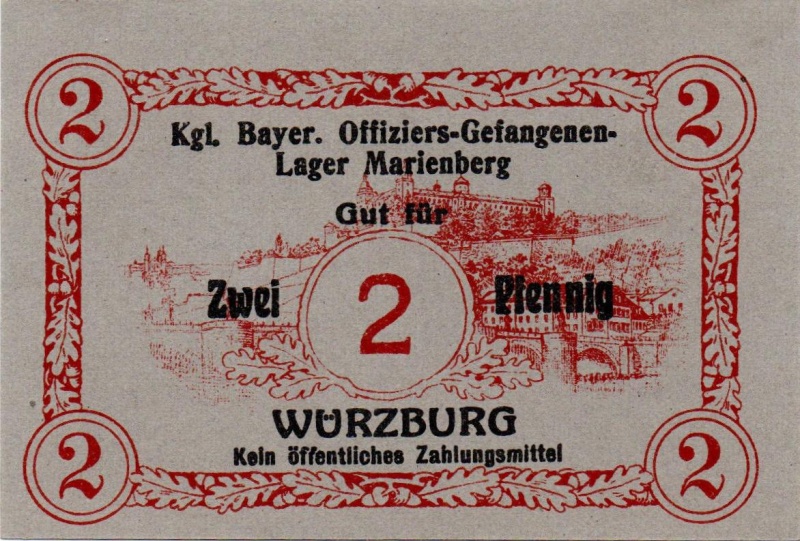 2 2
Kgl. Bayer. Offiziers-Gefangenen-
Lager Marienberg
Gut für
Zwei 2 Pfennig
WÜRZBURG
Kein öffentliches Zahlungsmittel
2 2